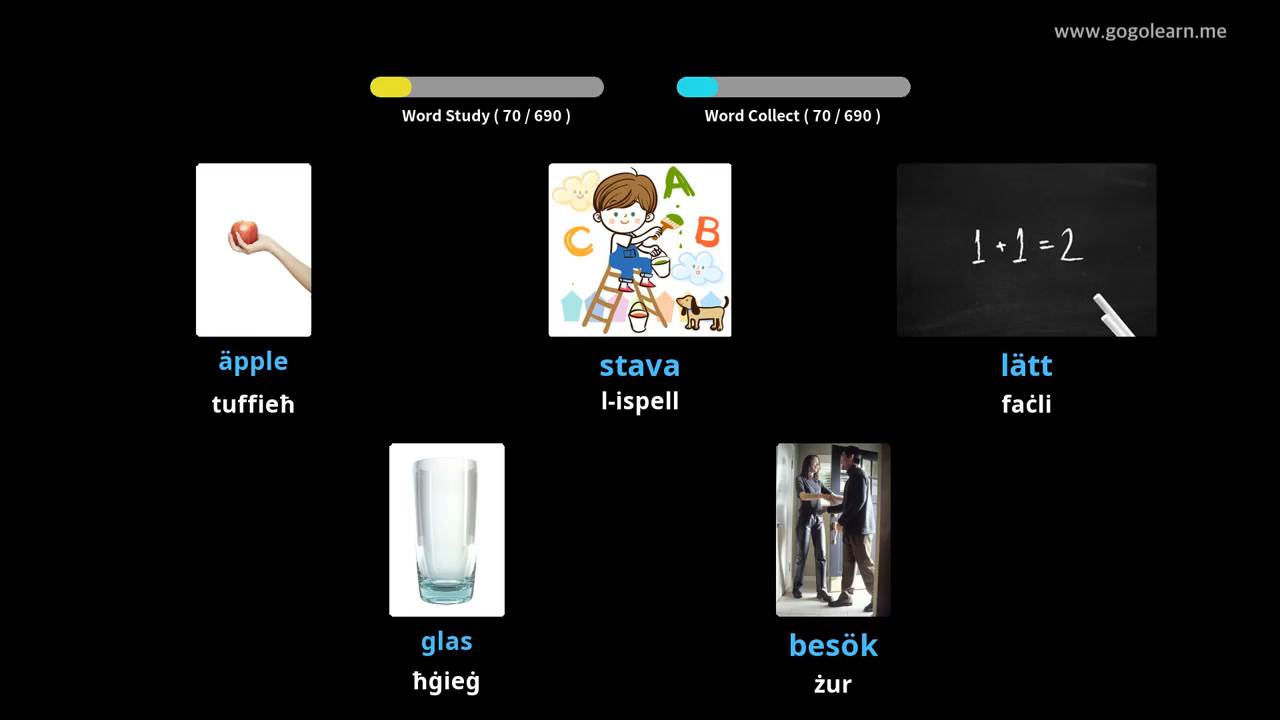 www.gogolearn.me
Word Study ( 70 / 690 )
Word Collect ( 70 / 690 )
A
B
C
1 + 1 = 2
äpple
tuffieħ
stava
l-ispell
lätt
faċli
glas
ħġieġ
besök
żur